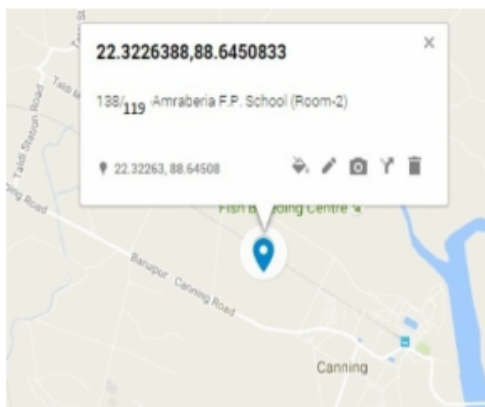 22.3226388,88.6450833
138/119 Amraberia F.P. School (Room-2)
22.32263, 88.64508
Taldi Station Road
Fish Breeding Centre
Baruipur - Canning Road
Canning